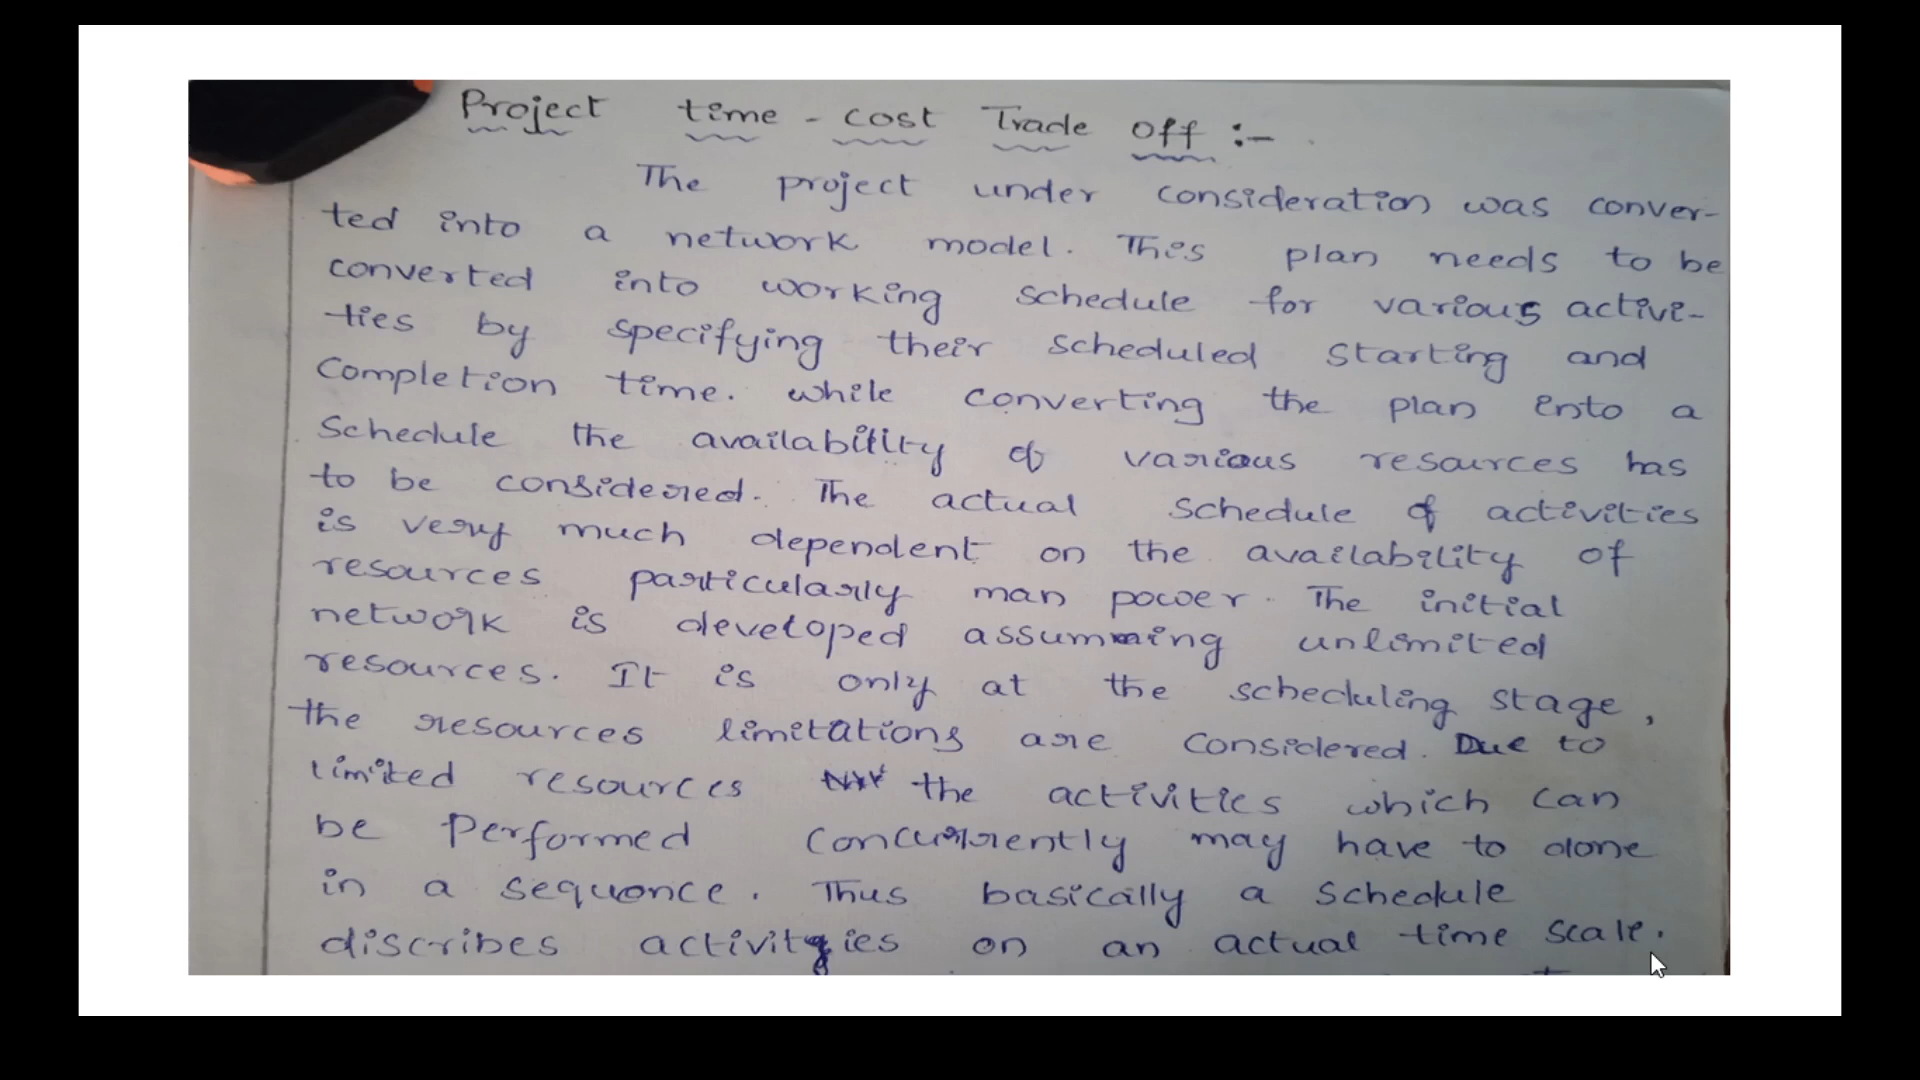 Project time - cost Trade off :-
The project under consideration was conver-
ted into a network model. This plan needs to be
converted into working schedule for various activi-
ties by specifying their scheduled starting and
Completion time. while converting the plan into a
Schedule the availability of various resources has
to be considered. The actual Schedule of activities
is very much dependent on the availability of
resources particularly man power. The initial
network is developed assumming unlimited
resources. It is only at the scheduling stage,
the resources limitations are Considered. Due to
limited resources the activities which can
be Performed Concurrently may have to done
in a sequence. Thus basically a schedule
discribes activities on an actual time scale.